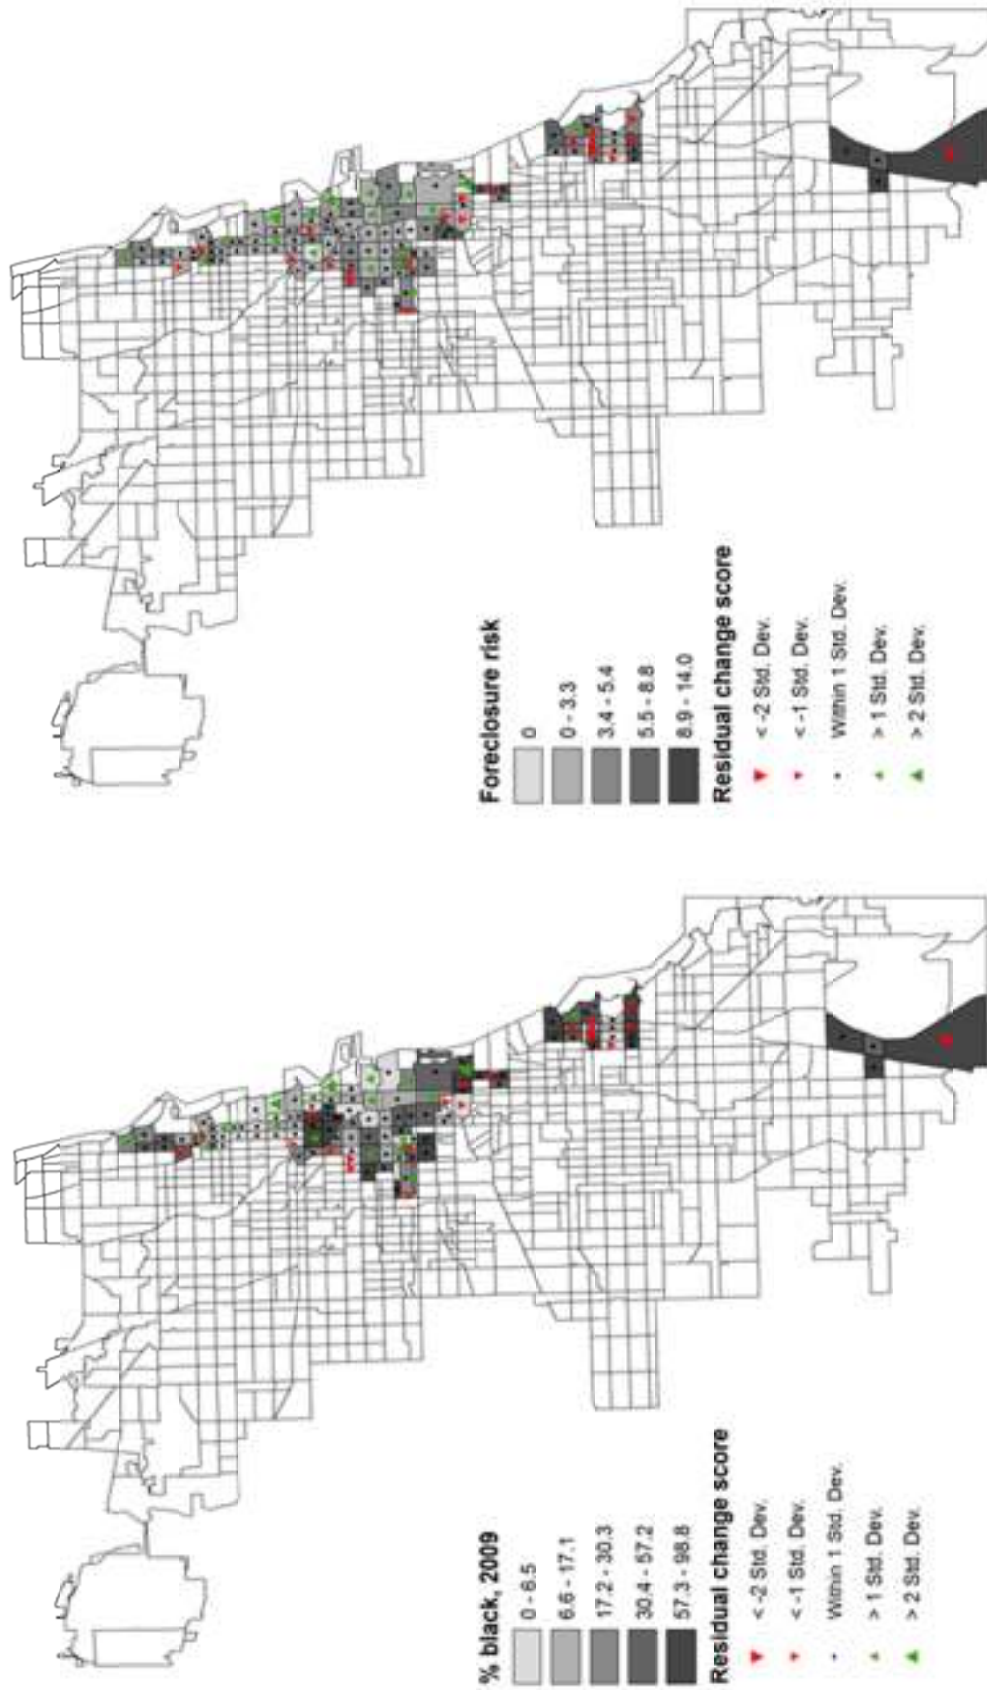 % black, 2009
0 - 6.5
6.6 - 17.1
17.2 - 30.3
30.4 - 57.2
57.3 - 98.8
Residual change score
< -2 Std. Dev.
< -1 Std. Dev.
Within 1 Std. Dev.
> 1 Std. Dev.
> 2 Std. Dev.
Foreclosure risk
0
0 - 3.3
3.4 - 5.4
5.5 - 8.8
8.9 - 14.0
Residual change score
< -2 Std. Dev.
< -1 Std. Dev.
Within 1 Std. Dev.
> 1 Std. Dev.
> 2 Std. Dev.